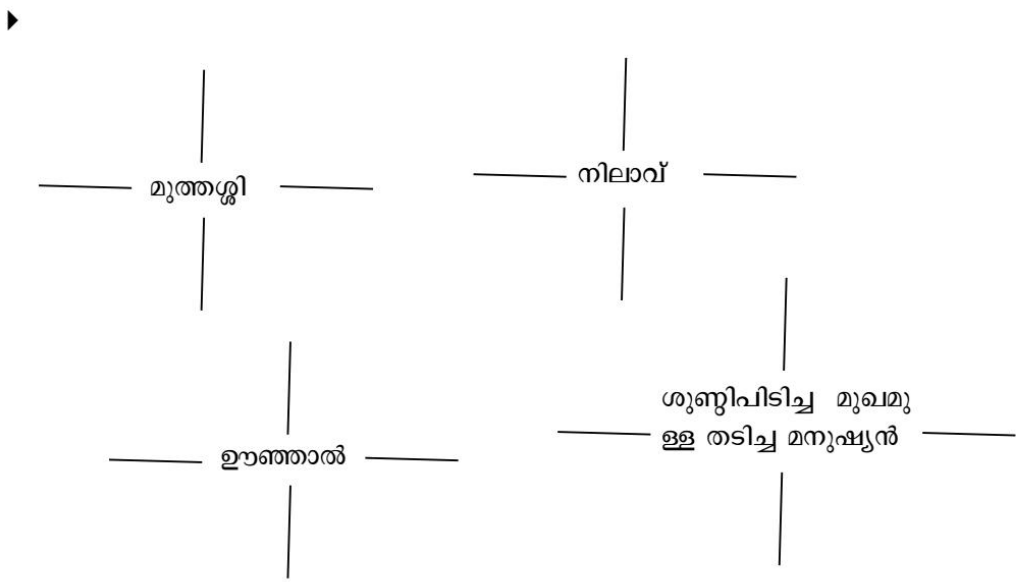 മുത്തശ്ശി
നിലാവ്
ഊഞ്ഞാൽ
ശുണ്ഠിപിടിച്ച മുഖമു
ള്ള തടിച്ച മനുഷ്യൻ